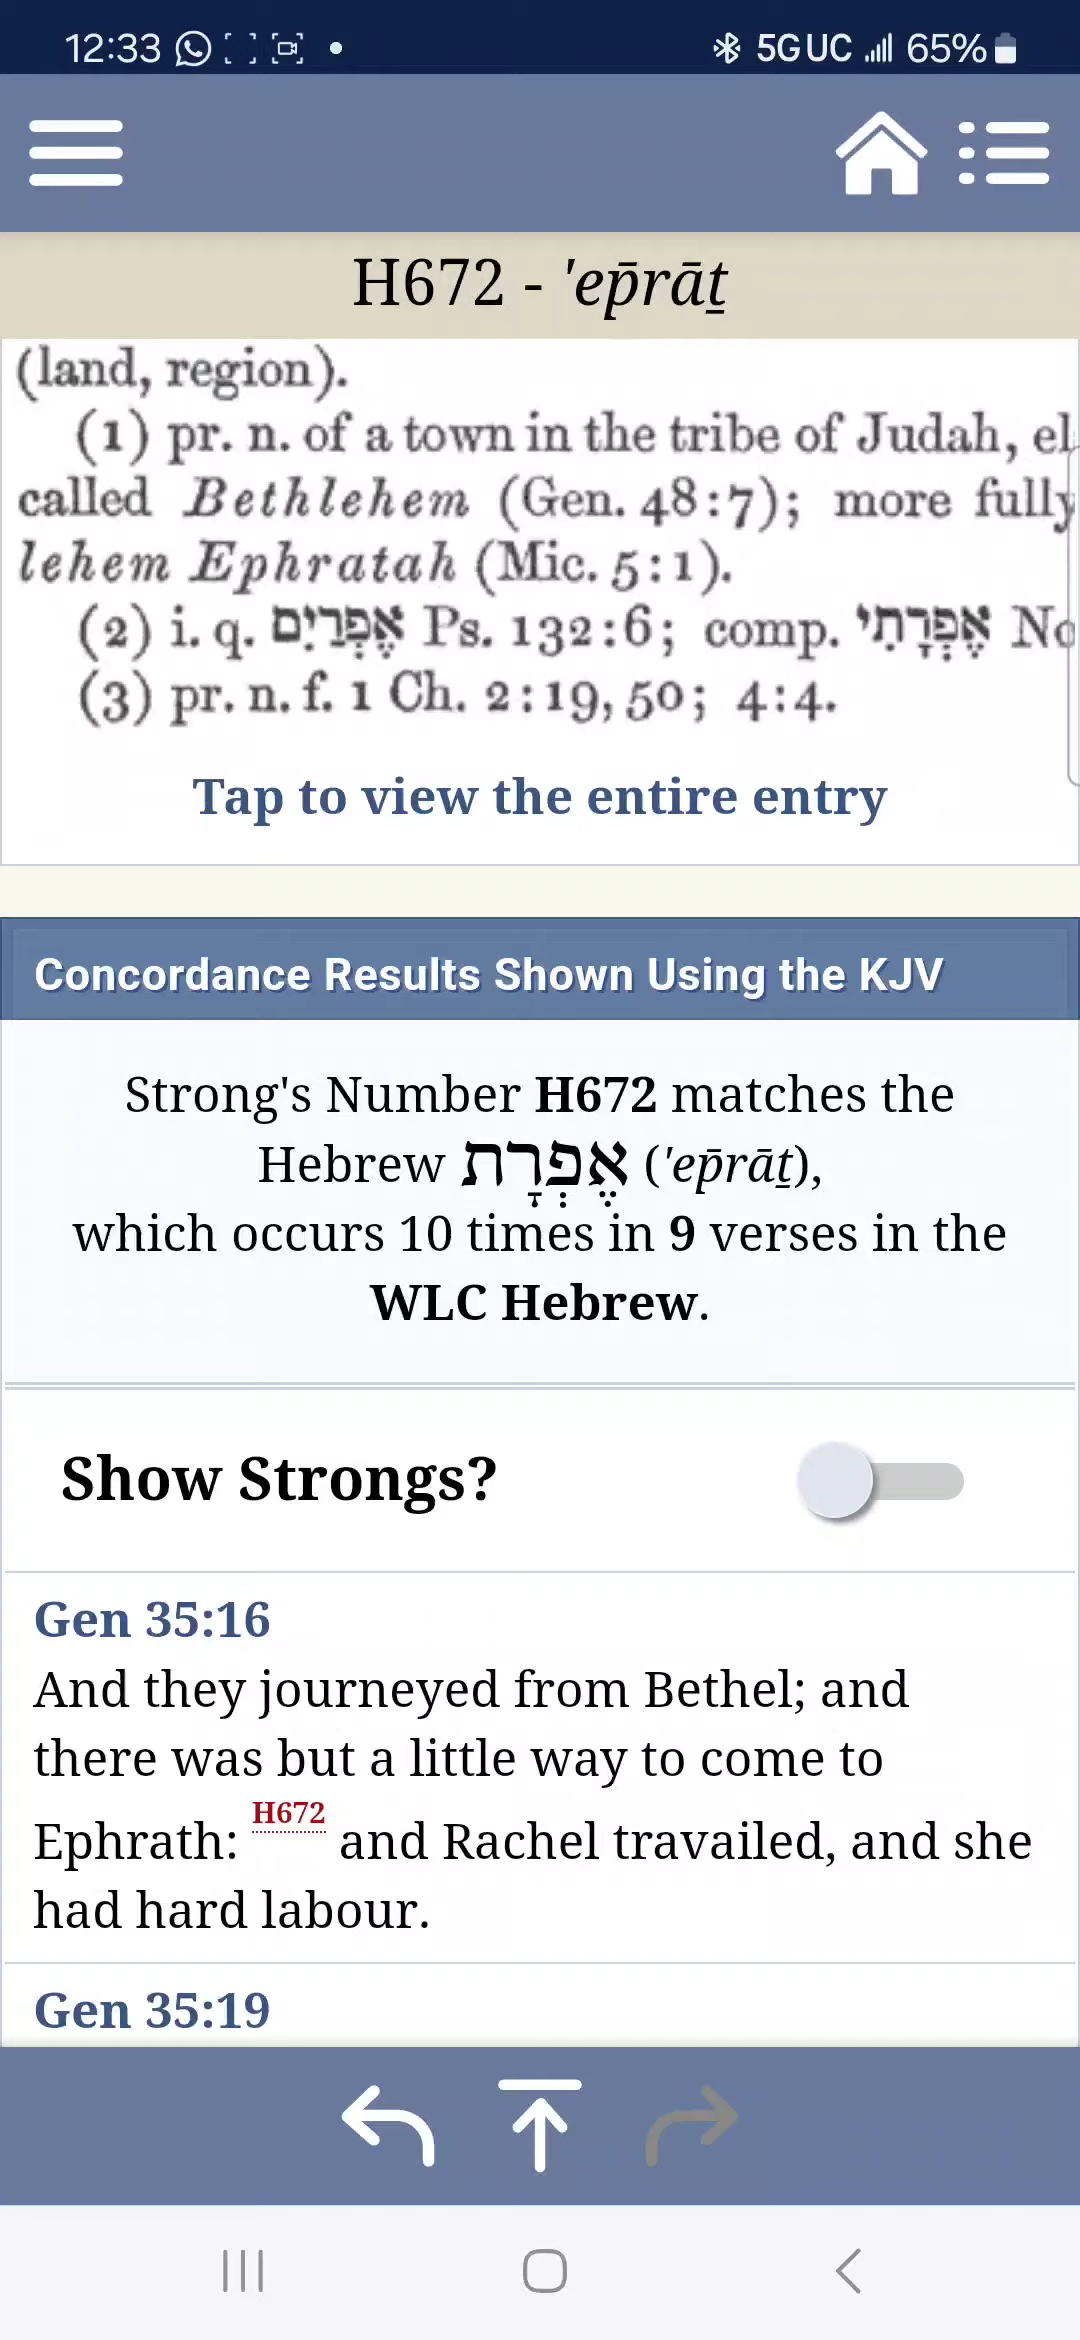 12:33 5G UC 65%
H672 - 'ep̄rāṯ
(land, region).
(1) pr. n. of a town in the tribe of Judah, el
called Bethlehem (Gen. 48:7); more fully
lehem Ephratah (Mic. 5:1).
(2) i. q. אֶפְרַיִם Ps. 132:6; comp. אֶפְרָתִי No
(3) pr. n. f. 1 Ch. 2:19, 50; 4:4.
Tap to view the entire entry
Concordance Results Shown Using the KJV
Strong's Number H672 matches the
Hebrew אֶפְרָת ('ep̄rāṯ),
which occurs 10 times in 9 verses in the
WLC Hebrew.
Show Strongs?
Gen 35:16
And they journeyed from Bethel; and
there was but a little way to come to
Ephrath: H672 and Rachel travailed, and she
had hard labour.
Gen 35:19